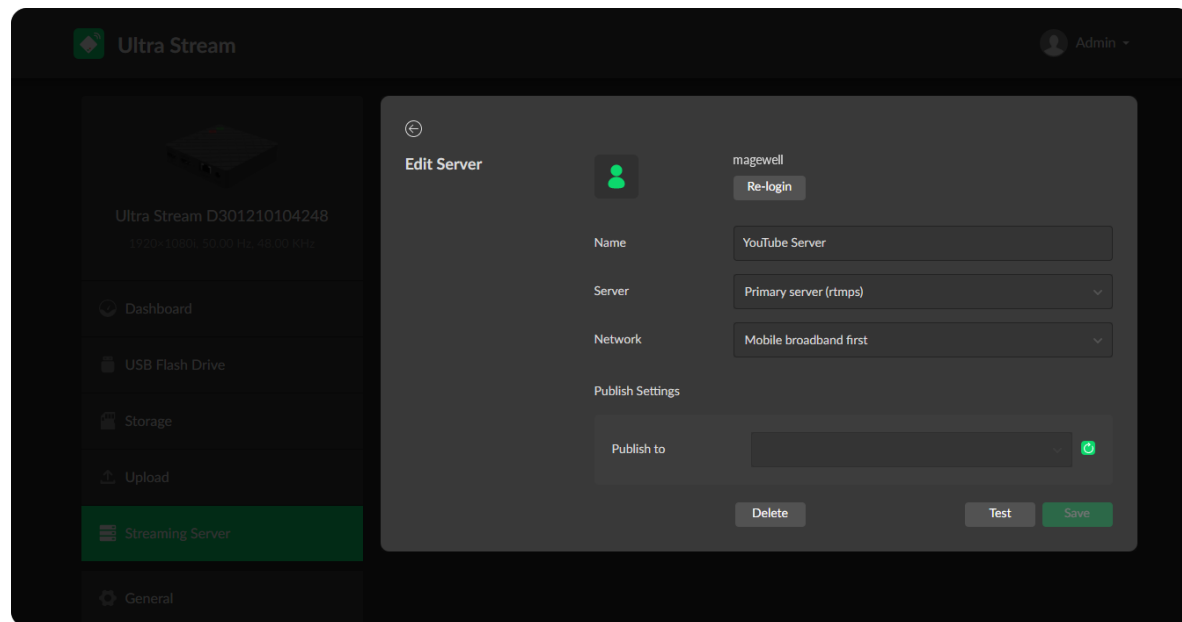 Ultra Stream
Admin
Edit Server
magewell
Re-login
Ultra Stream D301210104248
1920×1080i, 50.00 Hz, 48.00 KHz
Name
YouTube Server
Server
Primary server (rtmps)
Network
Mobile broadband first
Publish Settings
Publish to
Delete
Test
Save
Dashboard
USB Flash Drive
Storage
Upload
Streaming Server
General